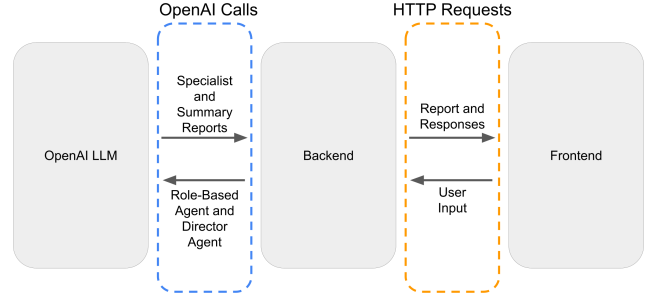 OpenAI Calls
HTTP Requests
Specialist
and
Summary
Reports
Report and
Responses
OpenAI LLM
Backend
Frontend
Role-Based
Agent and
Director
Agent
User
Input